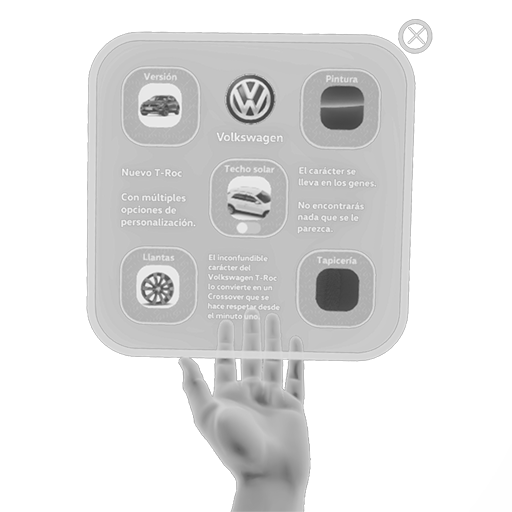 Versión
Pintura
Volkswagen
Techo solar
Nuevo T-Roc
Con múltiples
opciones de
personalización.
El carácter se
lleva en los genes.
No encontrarás
nada que se le
parezca.
Llantas
El inconfundible
carácter del
Volkswagen T-Roc
lo convierte en un
Crossover que se
hace respetar desde
el minuto uno.
Tapicería